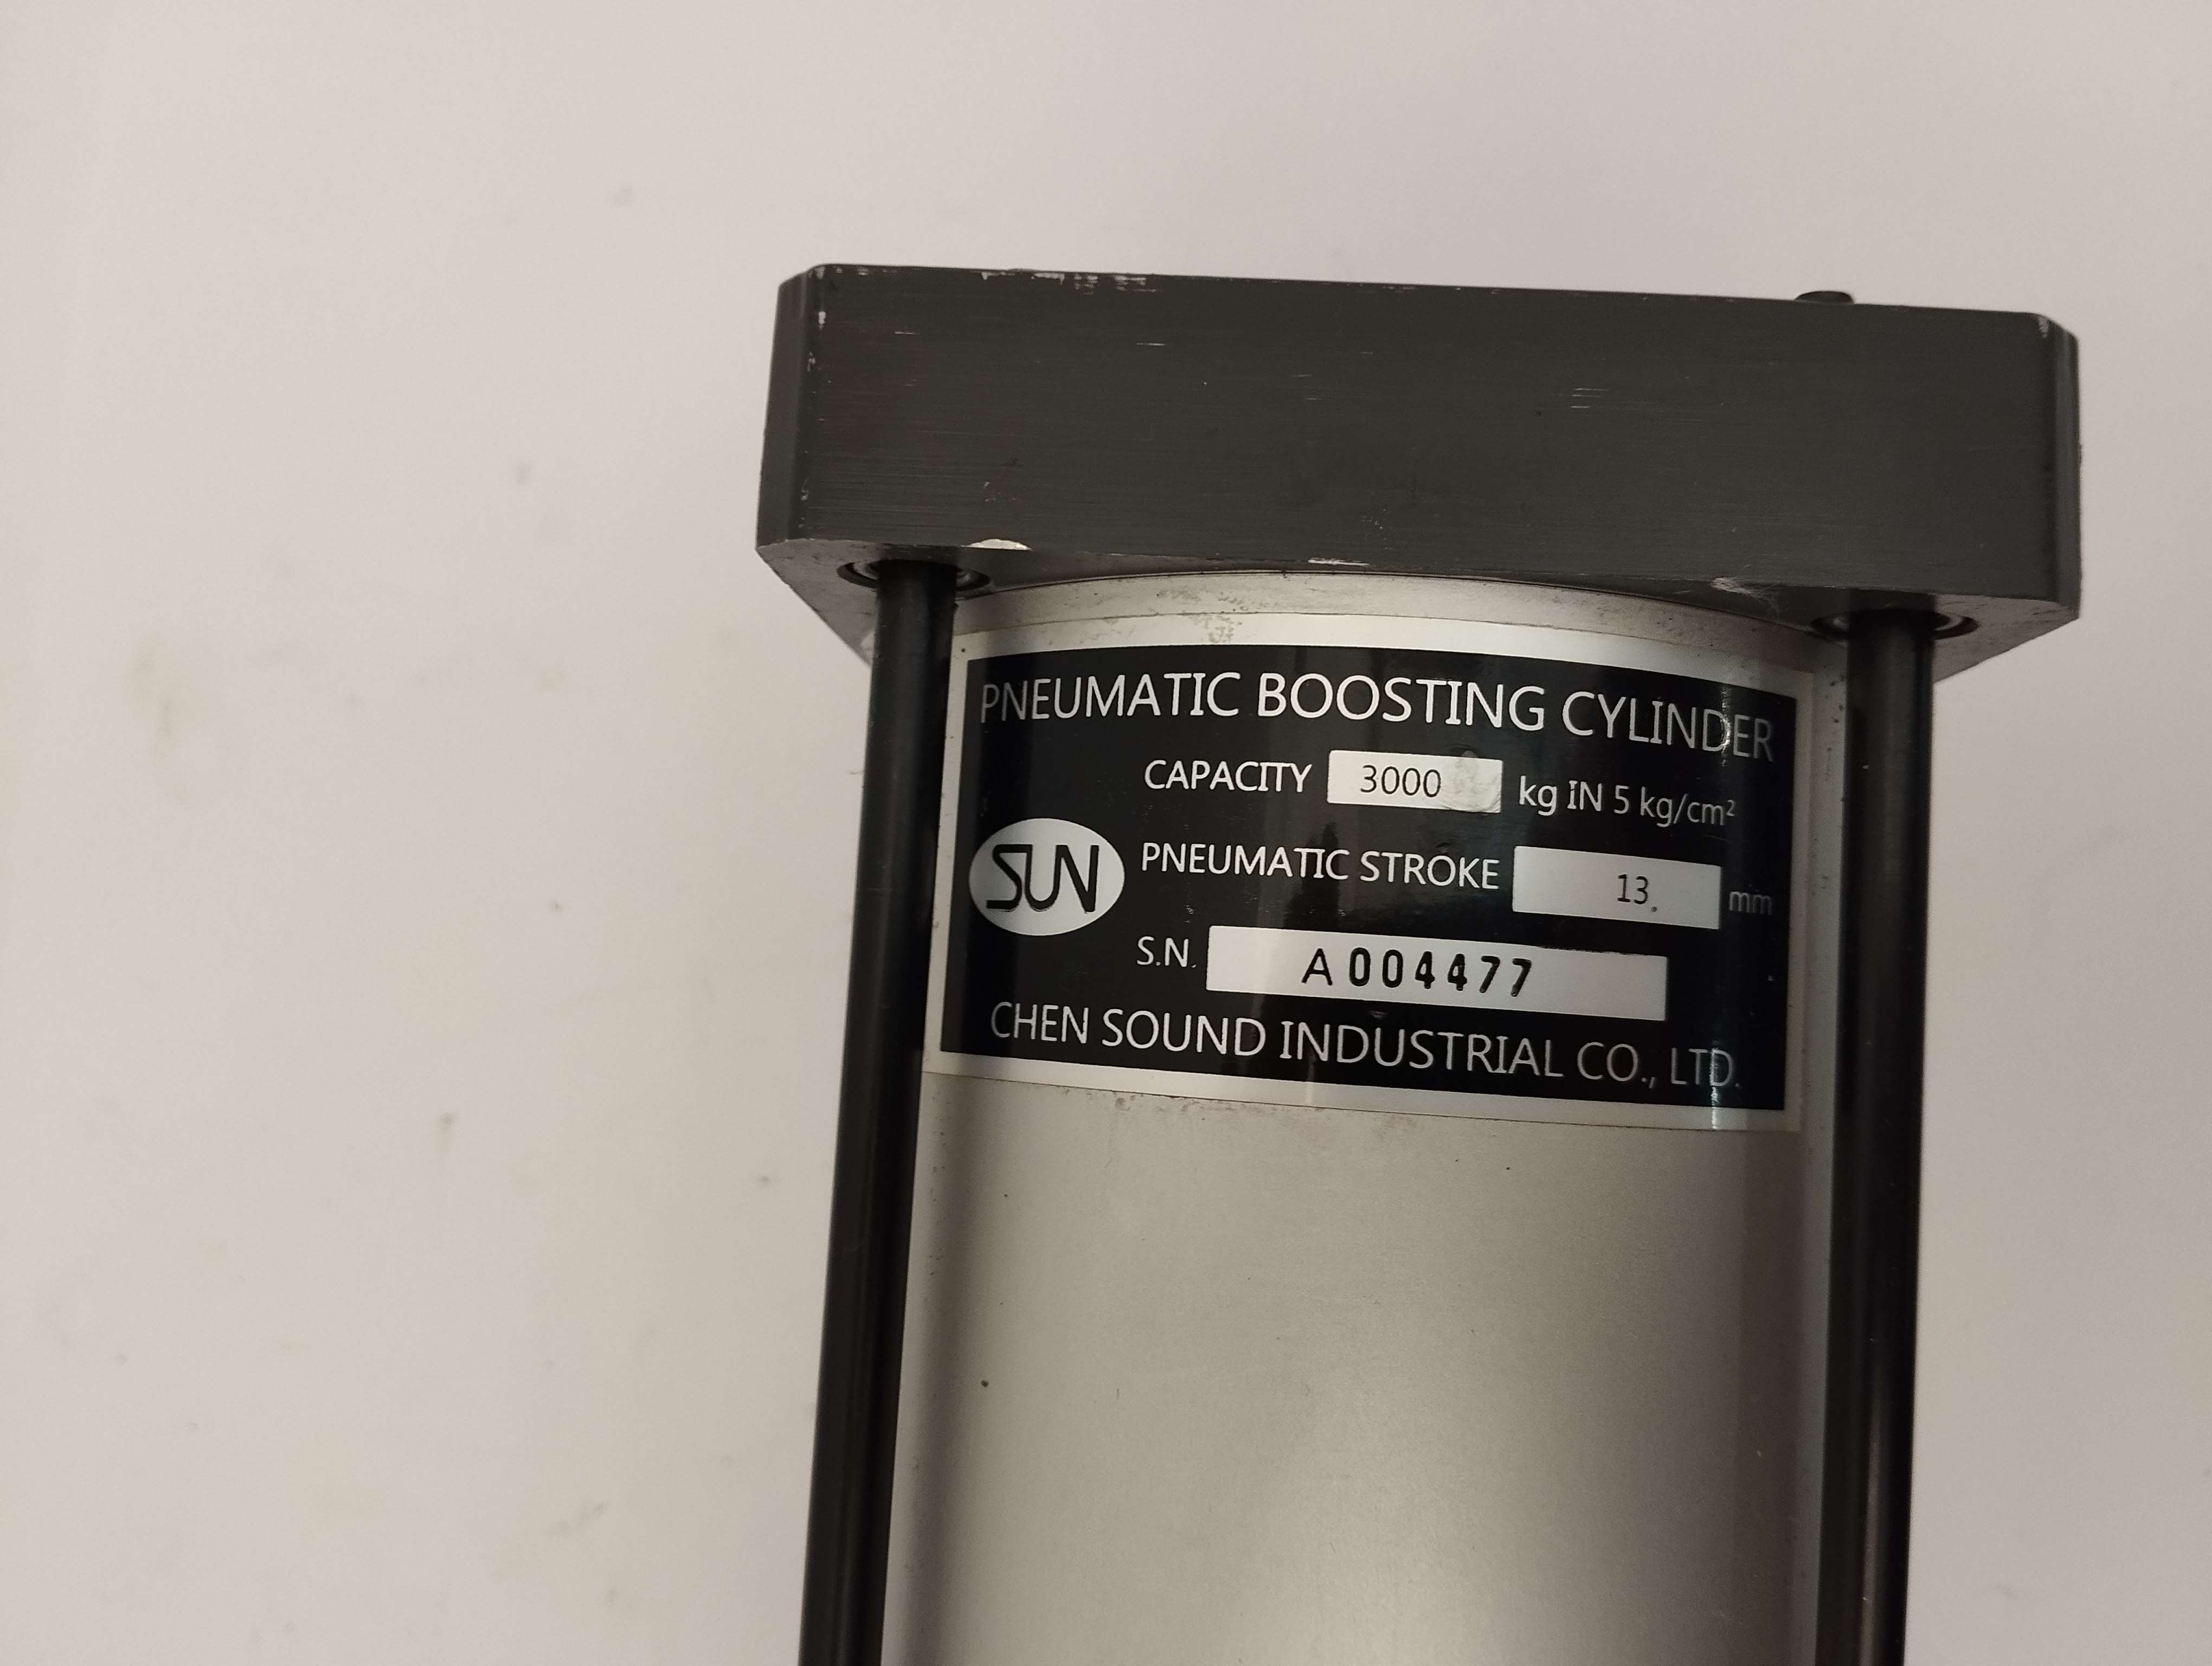 PNEUMATIC BOOSTING CYLINDER
CAPACITY 3000 kg IN 5 kg/cm²
SUN
PNEUMATIC STROKE 13. mm
S.N. A004477
CHEN SOUND INDUSTRIAL CO., LTD.